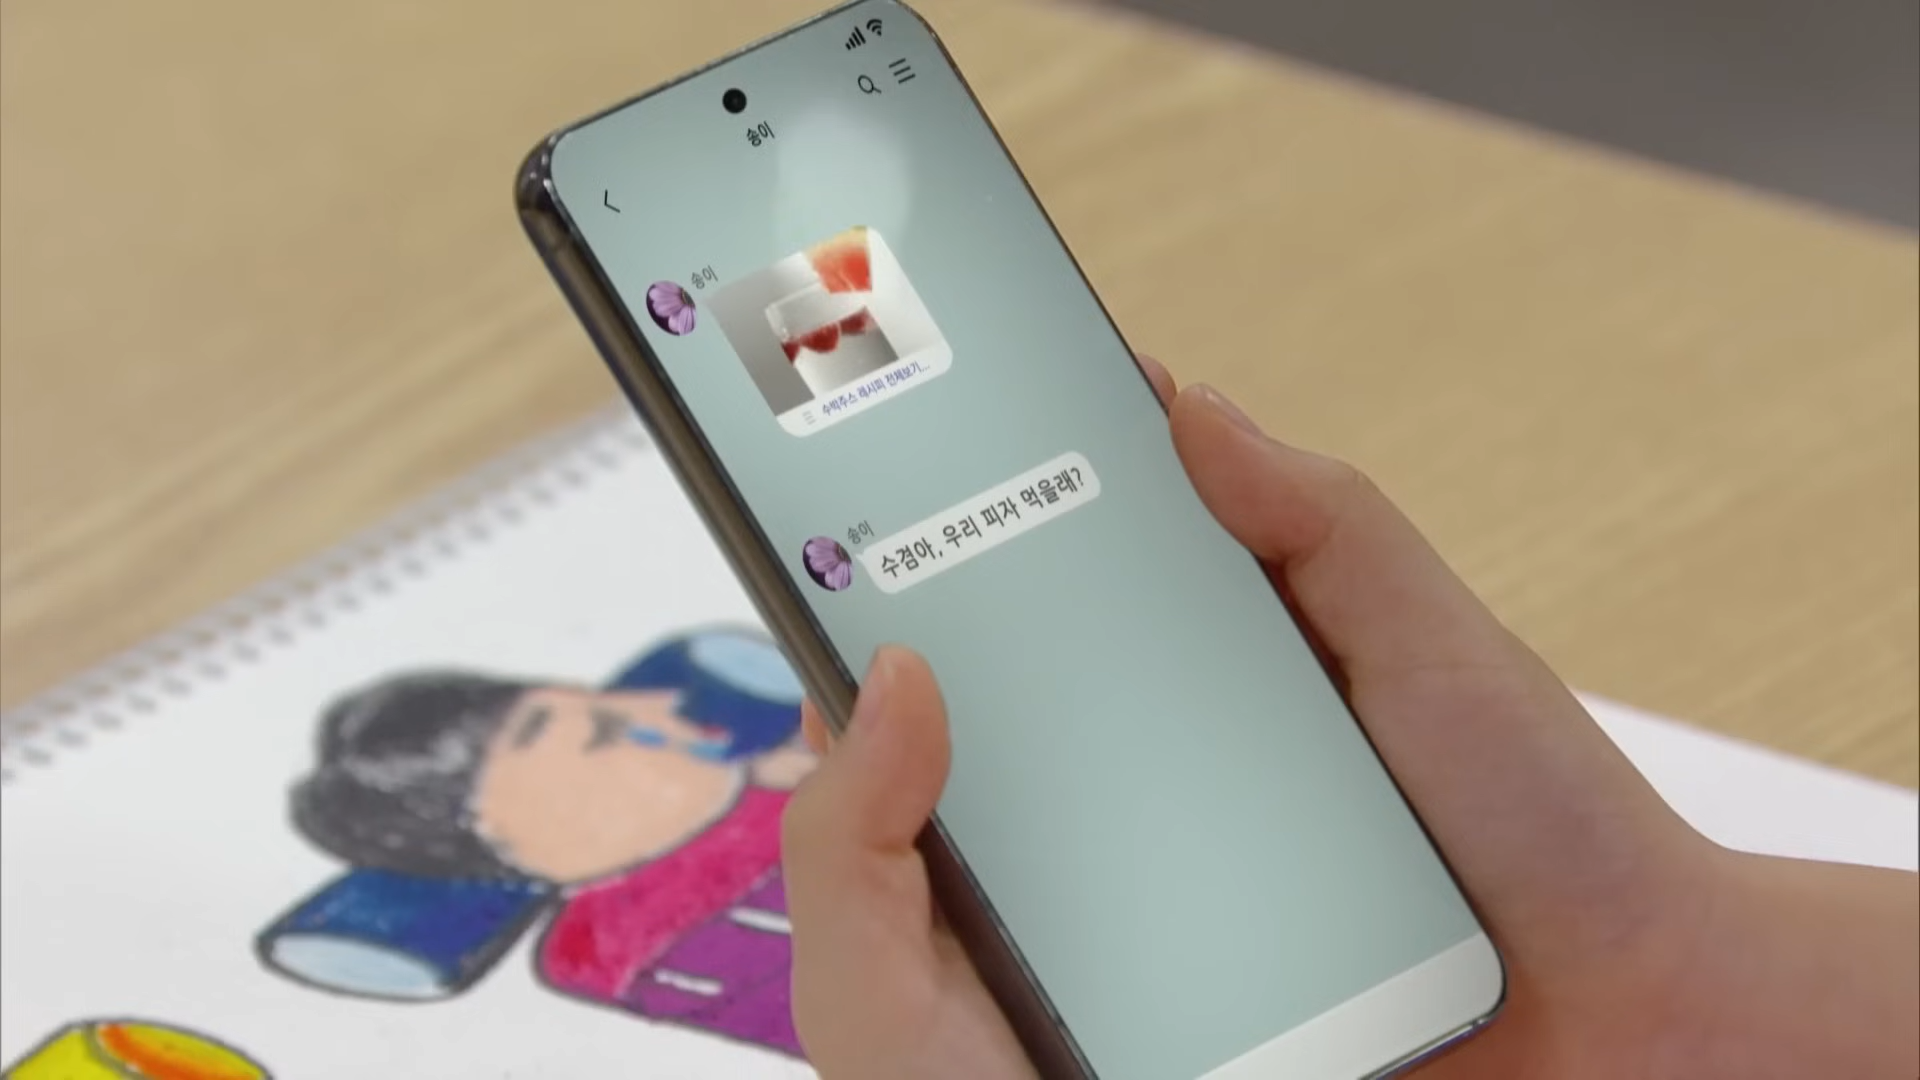 송이
송이
수박주스 레시피 전체보기...
송이
수겸아, 우리 피자 먹을래?